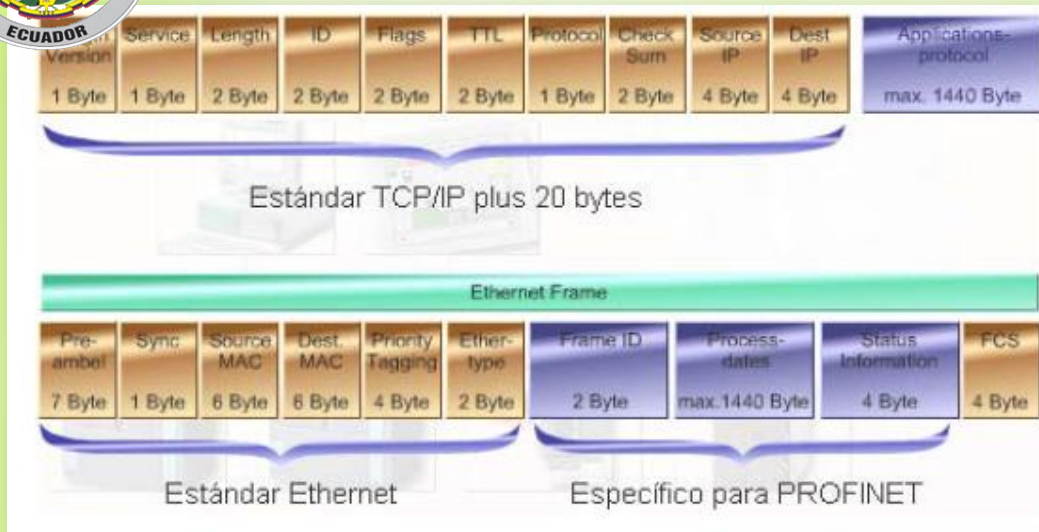 ECUADOR
Version Service Length ID Flags TTL Protocol Check Sum Source IP Dest IP Applications-protocol
1 Byte 1 Byte 2 Byte 2 Byte 2 Byte 2 Byte 1 Byte 2 Byte 4 Byte 4 Byte max. 1440 Byte
Estándar TCP/IP plus 20 bytes
Ethernet Frame
Pre-ambel Sync Source MAC Dest. MAC Priority Tagging Ether-type Frame ID Process-dates Status Information FCS
7 Byte 1 Byte 6 Byte 6 Byte 4 Byte 2 Byte 2 Byte max.1440 Byte 4 Byte 4 Byte
Estándar Ethernet Específico para PROFINET